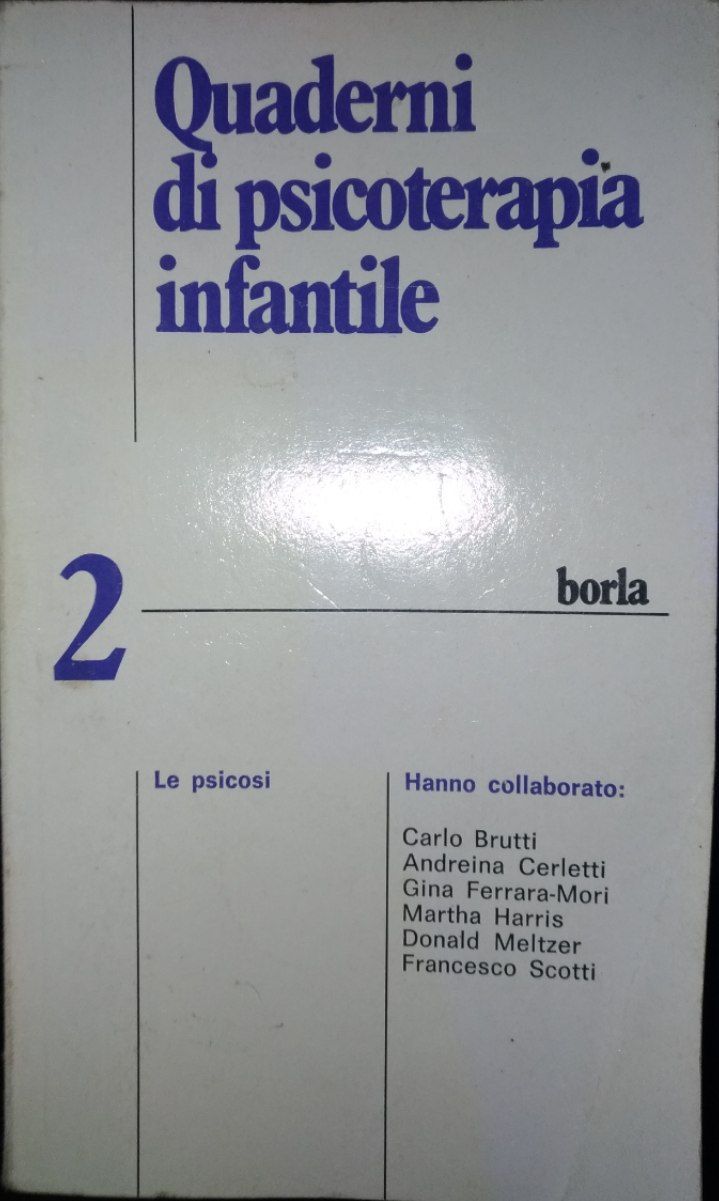 Quaderni
di psicoterapia
infantile
2
borla
Le psicosi
Hanno collaborato:
Carlo Brutti
Andreina Cerletti
Gina Ferrara-Mori
Martha Harris
Donald Meltzer
Francesco Scotti